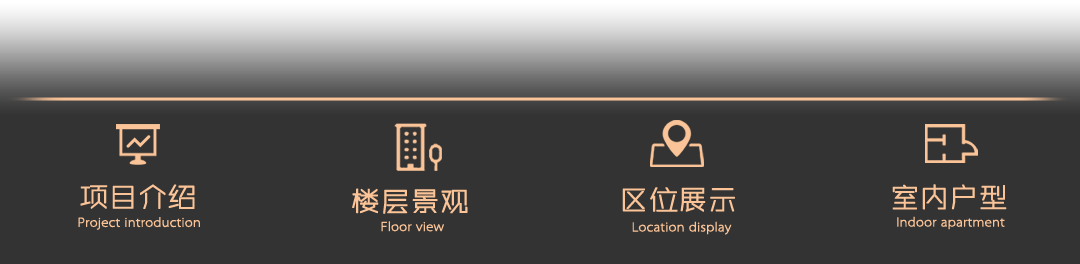 项目介绍
Project introduction
楼层景观
Floor view
区位展示
Location display
室内户型
Indoor apartment